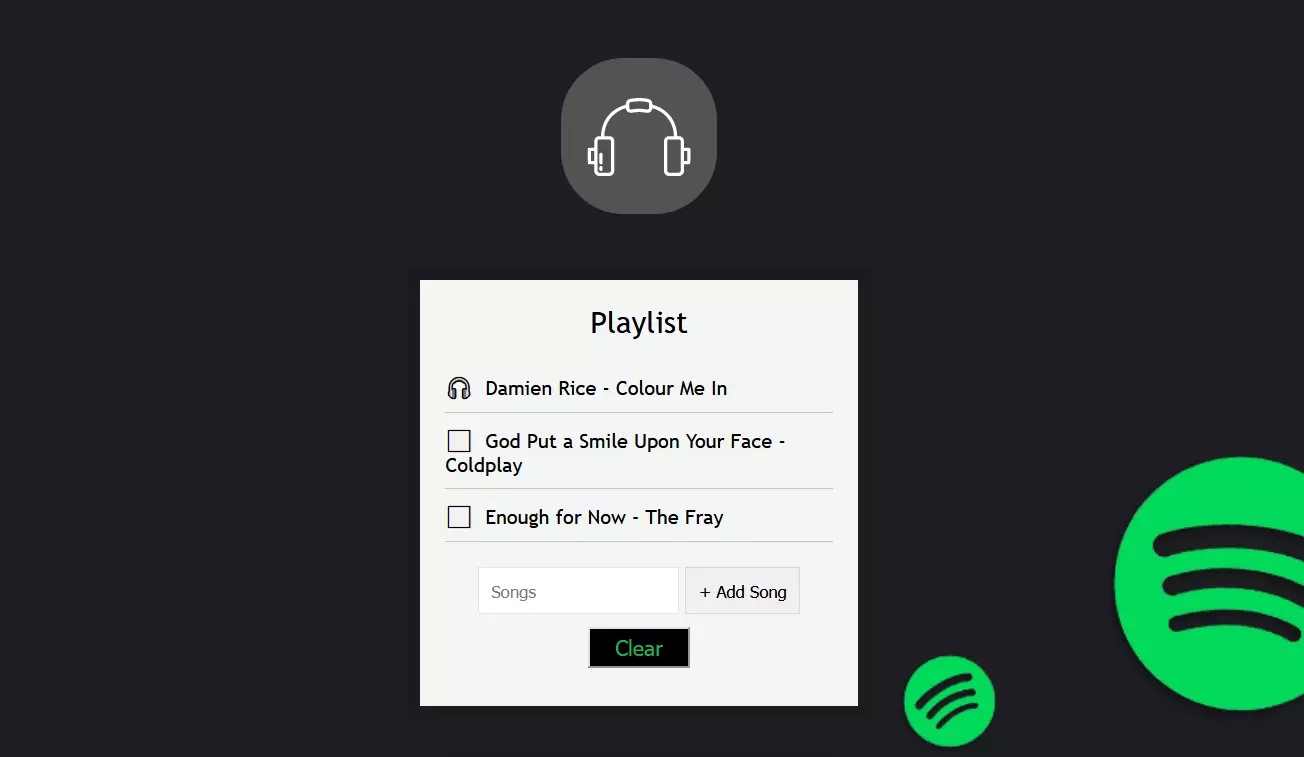 Playlist
Damien Rice - Colour Me In
God Put a Smile Upon Your Face -
Coldplay
Enough for Now - The Fray
Songs
+ Add Song
Clear